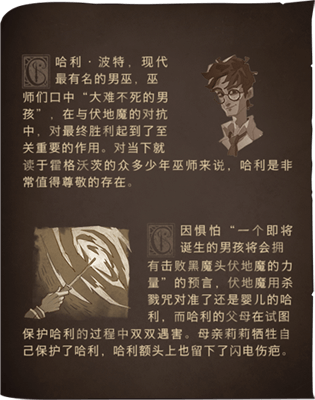 哈利·波特，现代
最有名的男巫，巫
师们口中“大难不死的男
孩”，在与伏地魔的对抗
中，对最终胜利起到了至
关重要的作用。对当下就
读于霍格沃茨的众多少年巫师来说，哈利是非
常值得尊敬的存在。
因惧怕“一个即将
诞生的男孩将会拥
有击败黑魔头伏地魔的力
量”的预言，伏地魔用杀
戮咒对准了还是婴儿的哈
利，而哈利的父母在试图
保护哈利的过程中双双遇害。母亲莉莉牺牲自
己保护了哈利，哈利额头上也留下了闪电伤疤。